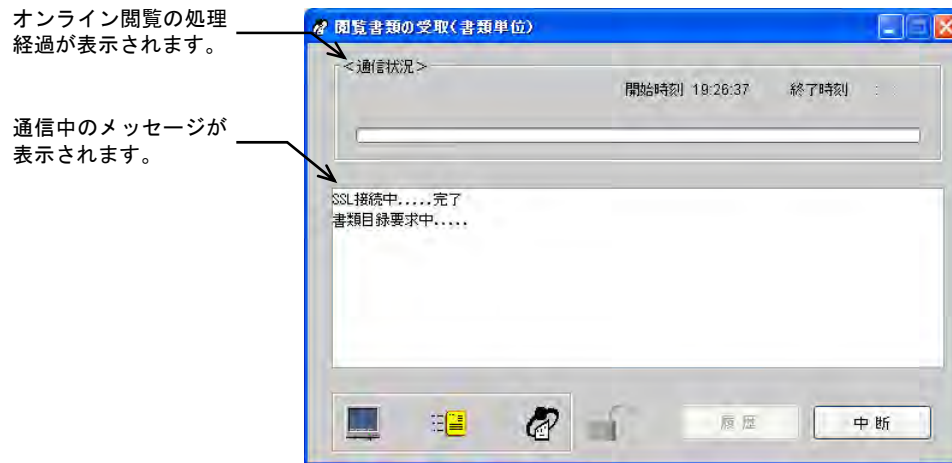 オンライン閲覧の処理
経過が表示されます。
通信中のメッセージが
表示されます。
閲覧書類の受取(書類単位)
<通信状況>
開始時刻 19:26:37 終了時刻 :
SSL接続中.....完了
書類目録要求中.....
履歴
中断